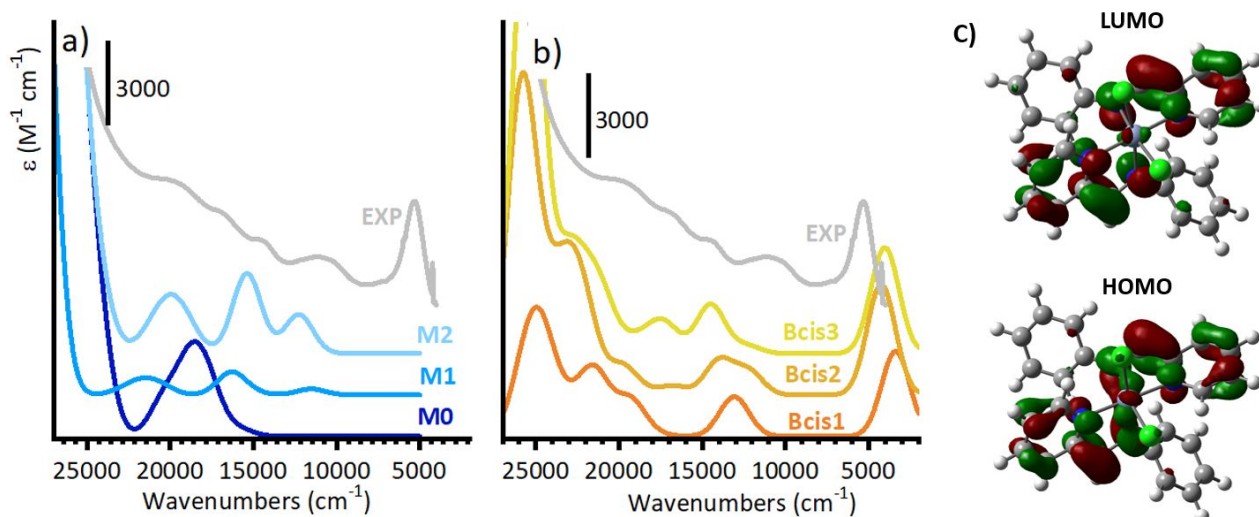 a)
3000
EXP
M2
M1
M0
ε (M⁻¹ cm⁻¹)
25000 20000 15000 10000 5000
Wavenumbers (cm⁻¹)
b)
3000
EXP
Bcis3
Bcis2
Bcis1
25000 20000 15000 10000 5000
Wavenumbers (cm⁻¹)
C)
LUMO
HOMO